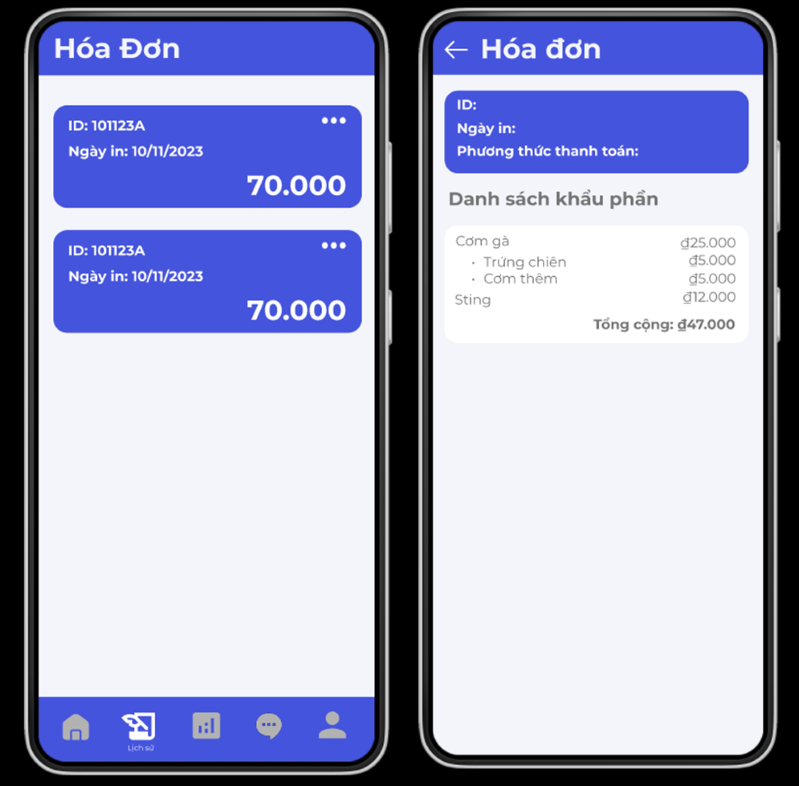 Hóa Đơn
ID: 101123A
Ngày in: 10/11/2023
70.000
ID: 101123A
Ngày in: 10/11/2023
70.000
Lịch sử
Hóa đơn
ID:
Ngày in:
Phương thức thanh toán:
Danh sách khẩu phần
Cơm gà ₫25.000
• Trứng chiên ₫5.000
• Cơm thêm ₫5.000
Sting ₫12.000
Tổng cộng: ₫47.000